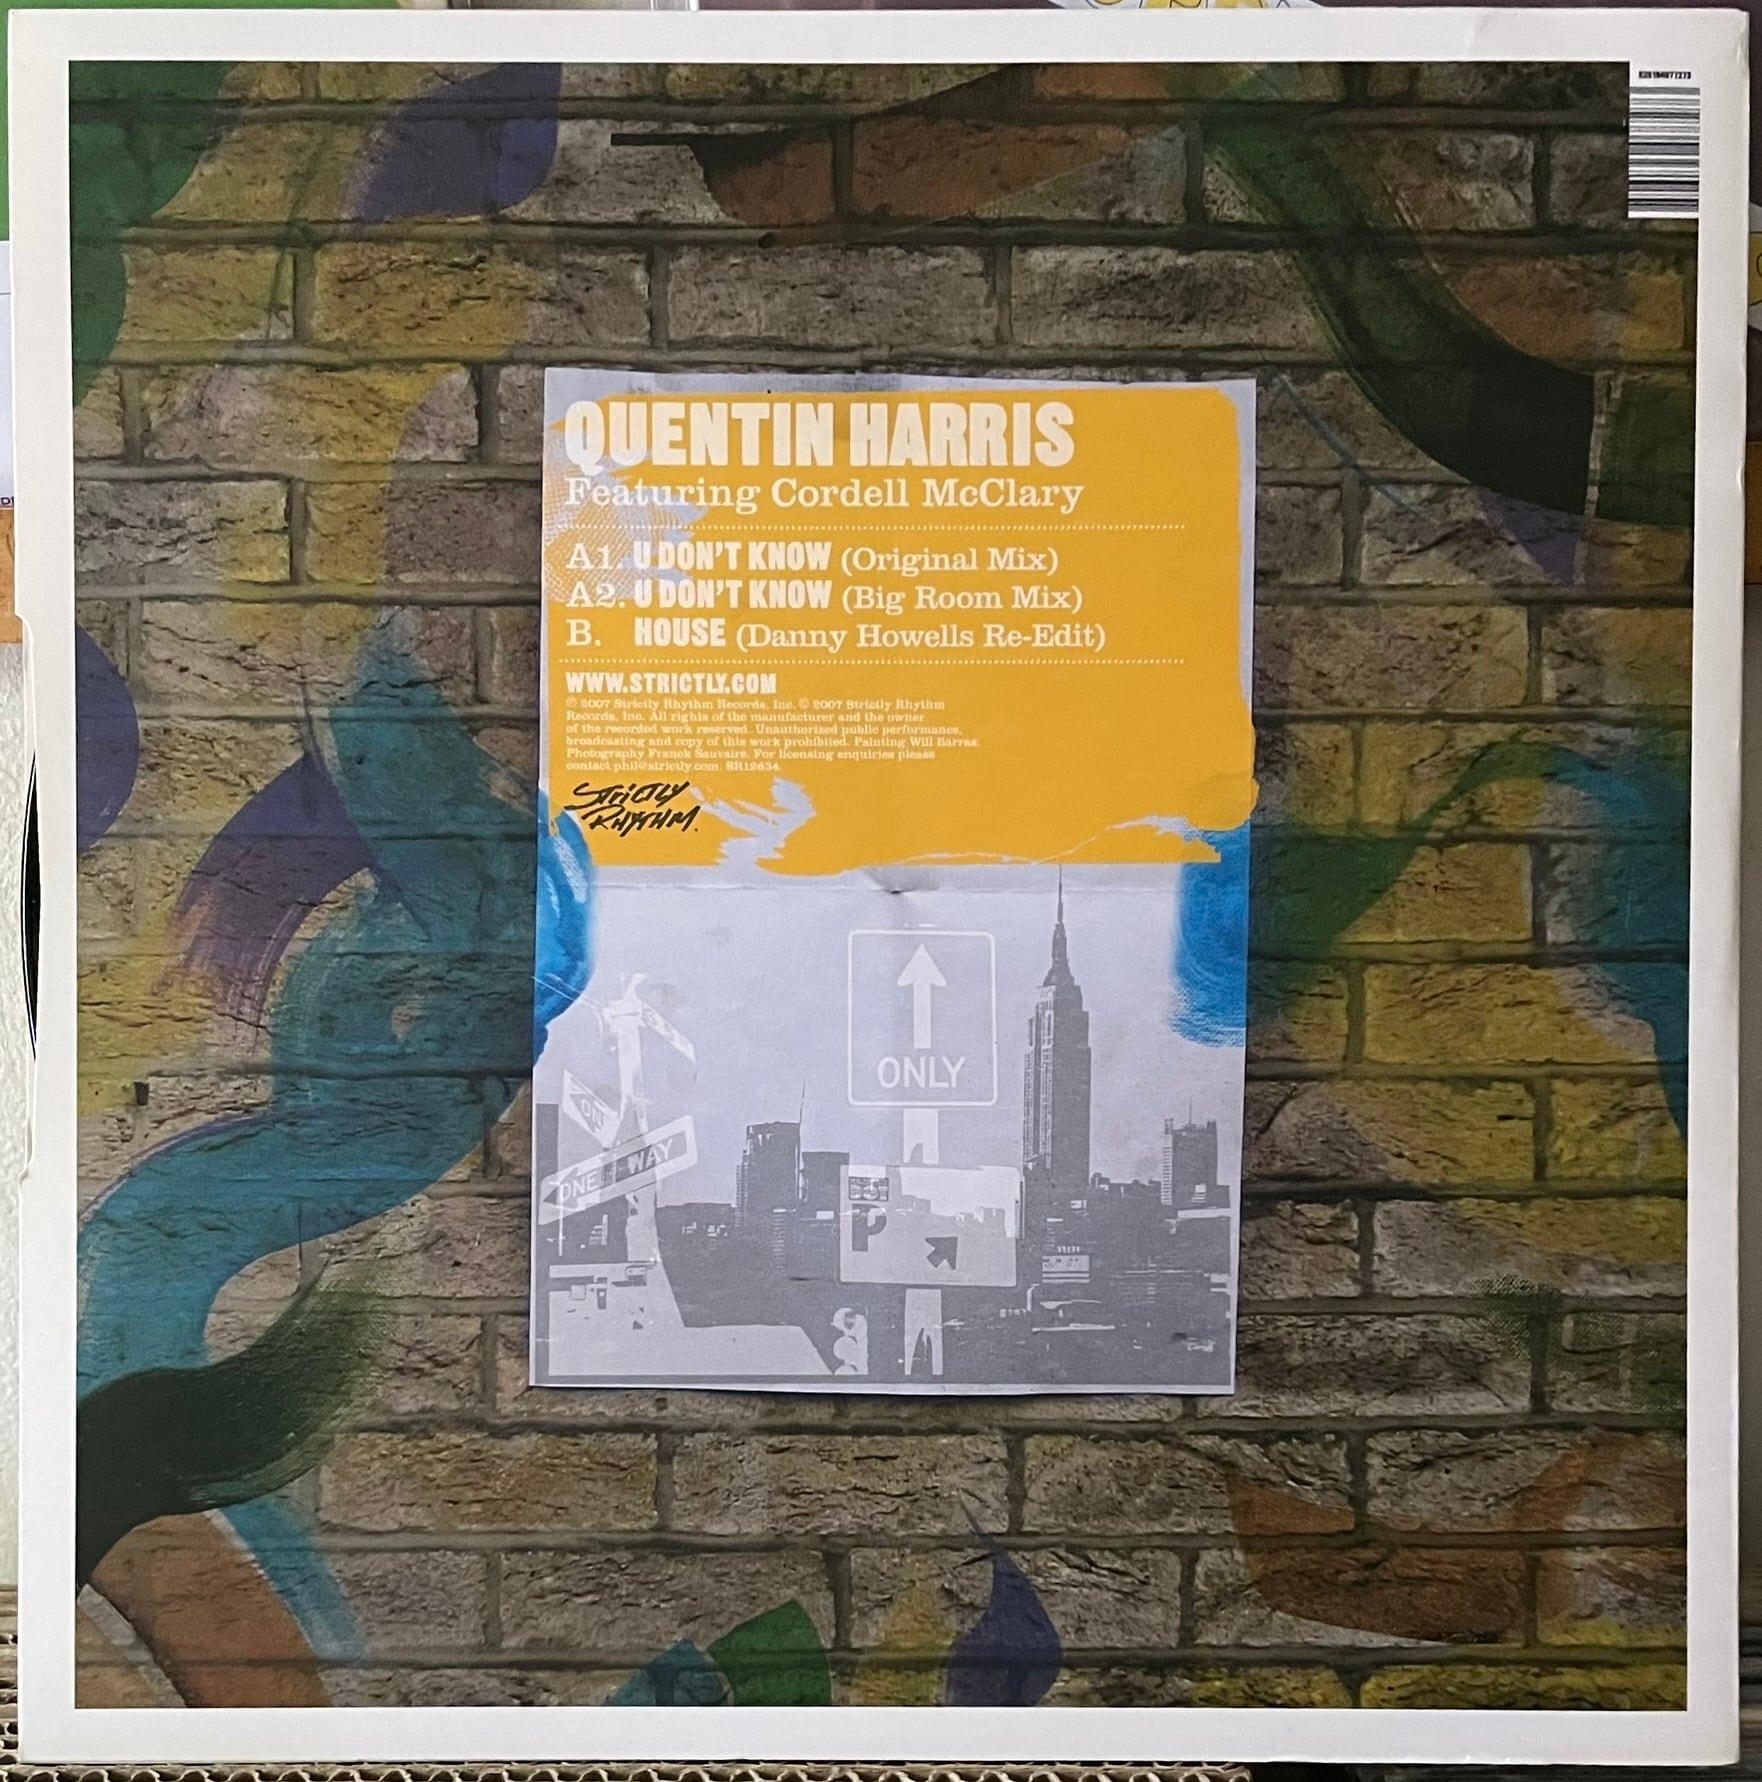 QUENTIN HARRIS
Featuring Cordell McClary
A1. U DON'T KNOW (Original Mix)
A2. U DON'T KNOW (Big Room Mix)
B. HOUSE (Danny Howells Re-Edit)
WWW.STRICTLY.COM
© 2007 Strictly Rhythm Records, Inc. © 2007 Strictly Rhythm
Records, Inc. All rights of the manufacturer and the owner
of the recorded work reserved. Unauthorized public performance,
broadcasting and copy of this work prohibited. Painting Will Barras.
Photography Franck Sauvaire. For licensing enquiries please
contact phil@strictly.com. SR12634
STRICTLY
RHYTHM.
ONLY
ONE WAY
P